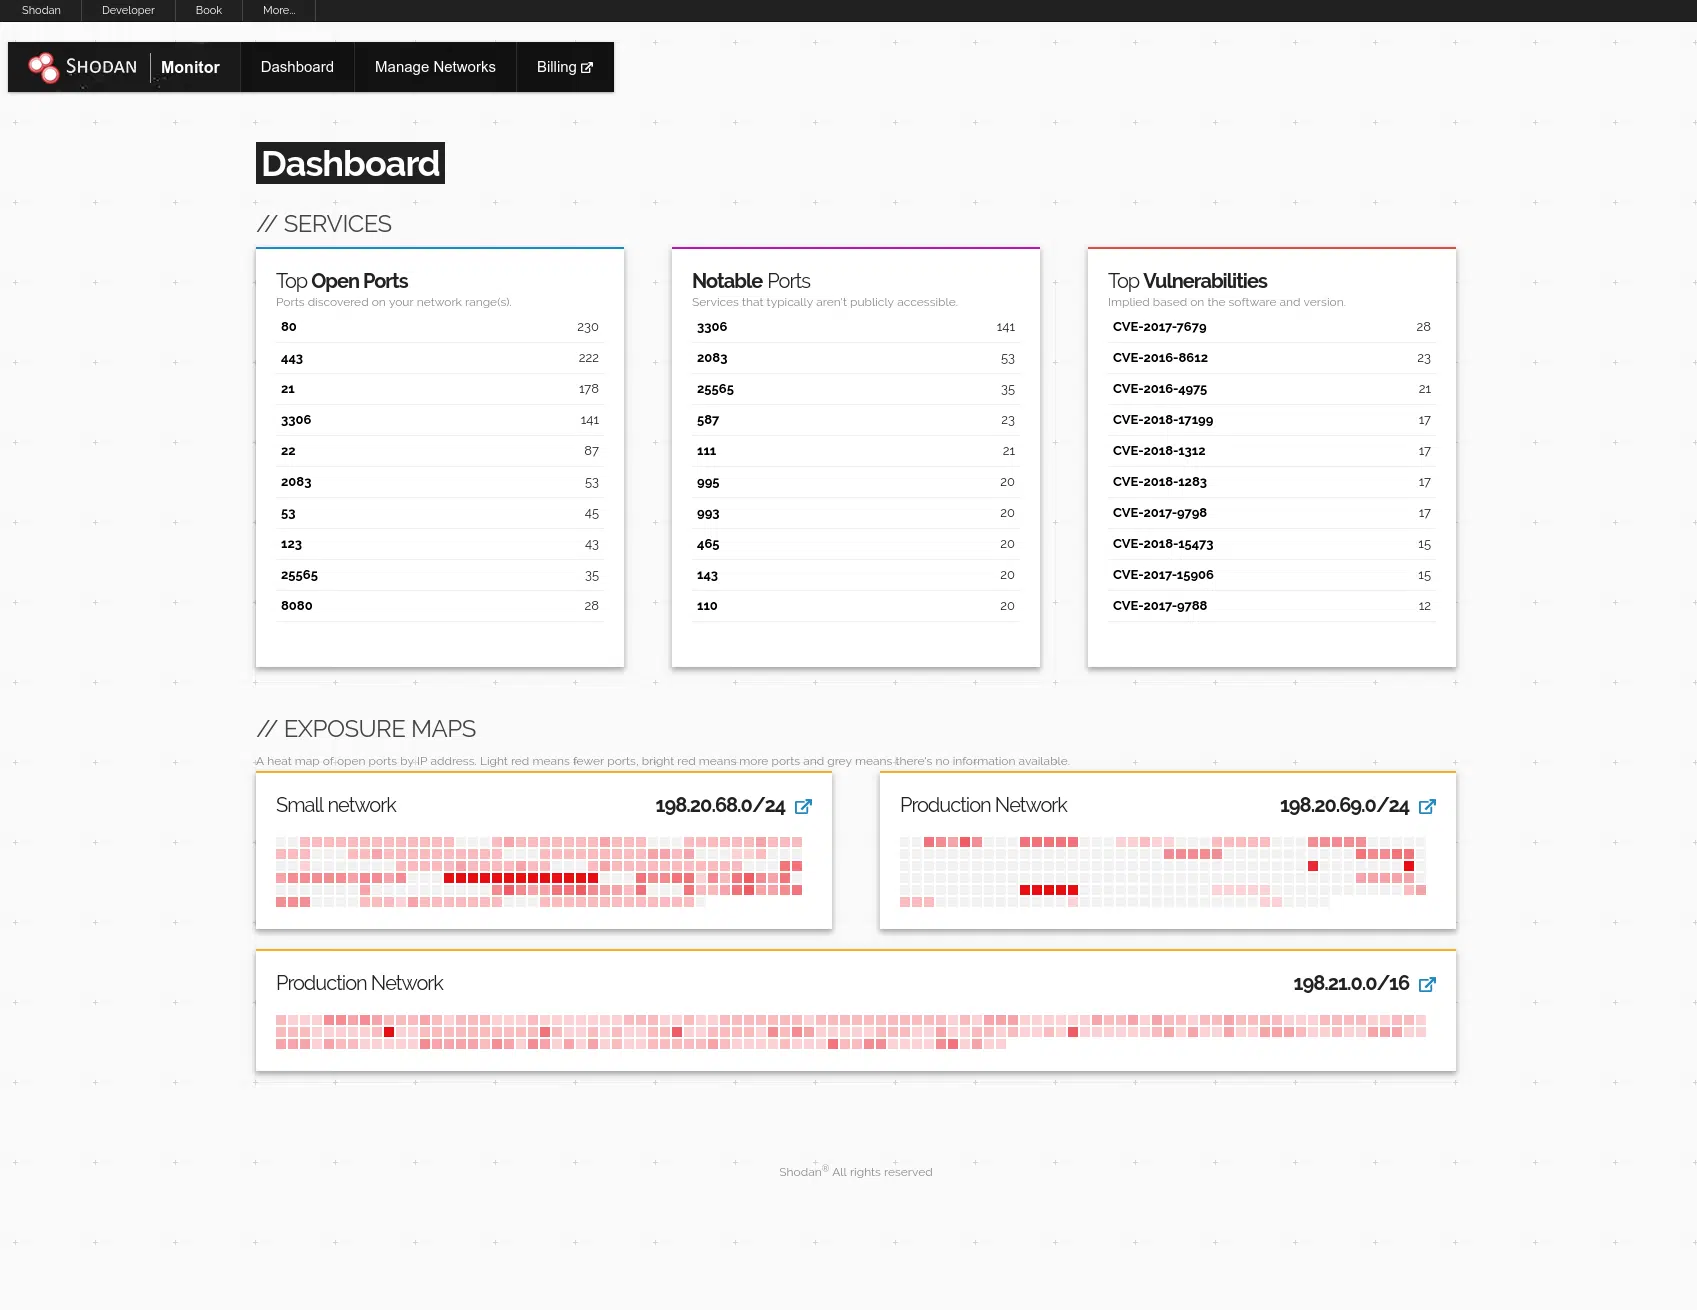 Shodan Developer Book More...
SHODAN Monitor Dashboard Manage Networks Billing
Dashboard
// SERVICES
Top Open Ports
Ports discovered on your network range(s).
80 230
443 222
21 178
3306 141
22 87
2083 53
53 45
123 43
25565 35
8080 28
Notable Ports
Services that typically aren't publicly accessible.
3306 141
2083 53
25565 35
587 23
111 21
995 20
993 20
465 20
143 20
110 20
Top Vulnerabilities
Implied based on the software and version.
CVE-2017-7679 28
CVE-2016-8612 23
CVE-2016-4975 21
CVE-2018-17199 17
CVE-2018-1312 17
CVE-2018-1283 17
CVE-2017-9798 17
CVE-2018-15473 15
CVE-2017-15906 15
CVE-2017-9788 12
// EXPOSURE MAPS
A heat map of open ports by IP address. Light red means fewer ports, bright red means more ports and grey means there's no information available.
Small network 198.20.68.0/24
Production Network 198.20.69.0/24
Production Network 198.21.0.0/16
Shodan® All rights reserved